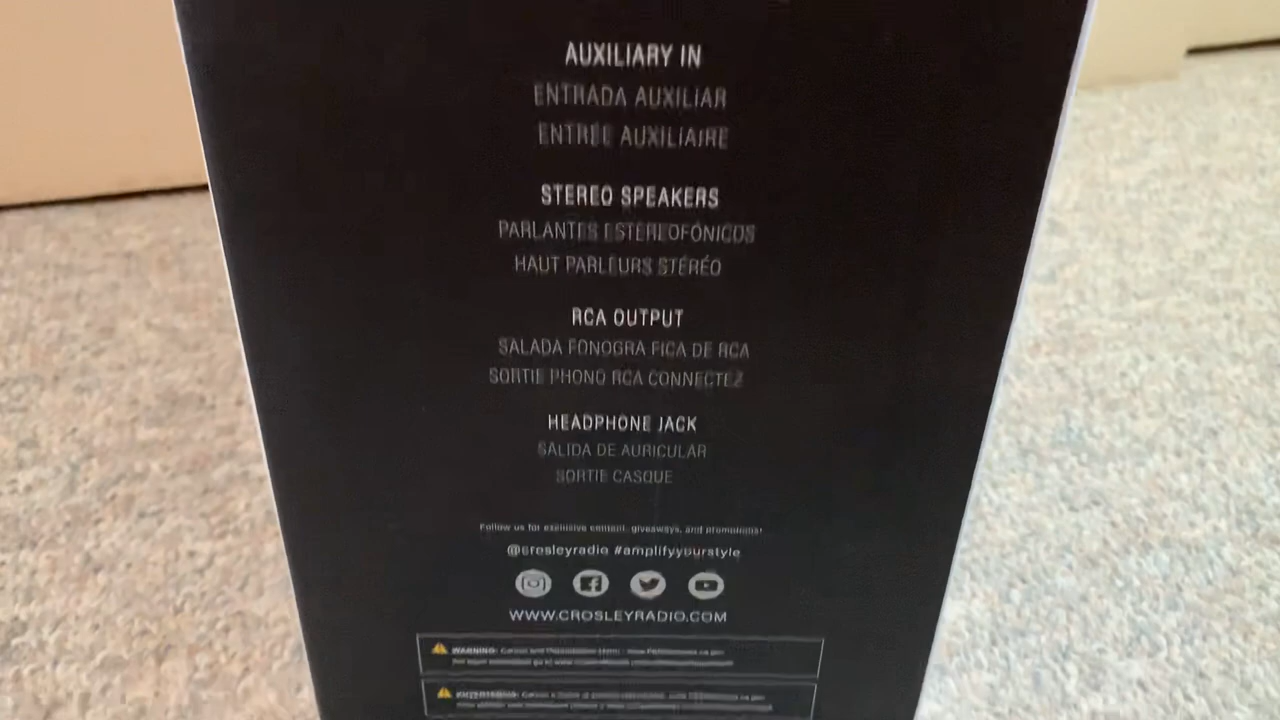 AUXILIARY IN
ENTRADA AUXILIAR
ENTRÉE AUXILIAIRE
STEREO SPEAKERS
PARLANTES ESTEREOFÓNICOS
HAUT PARLEURS STÉRÉO
RCA OUTPUT
SALADA FONOGRA FICA DE RCA
SORTIE PHONO RCA CONNECTEZ
HEADPHONE JACK
SALIDA DE AURICULAR
SORTIE CASQUE
Follow us for exclusive content, giveaways, and promotions!
@crosleyradio #amplifyyourstyle
WWW.CROSLEYRADIO.COM
WARNING: Cancer and